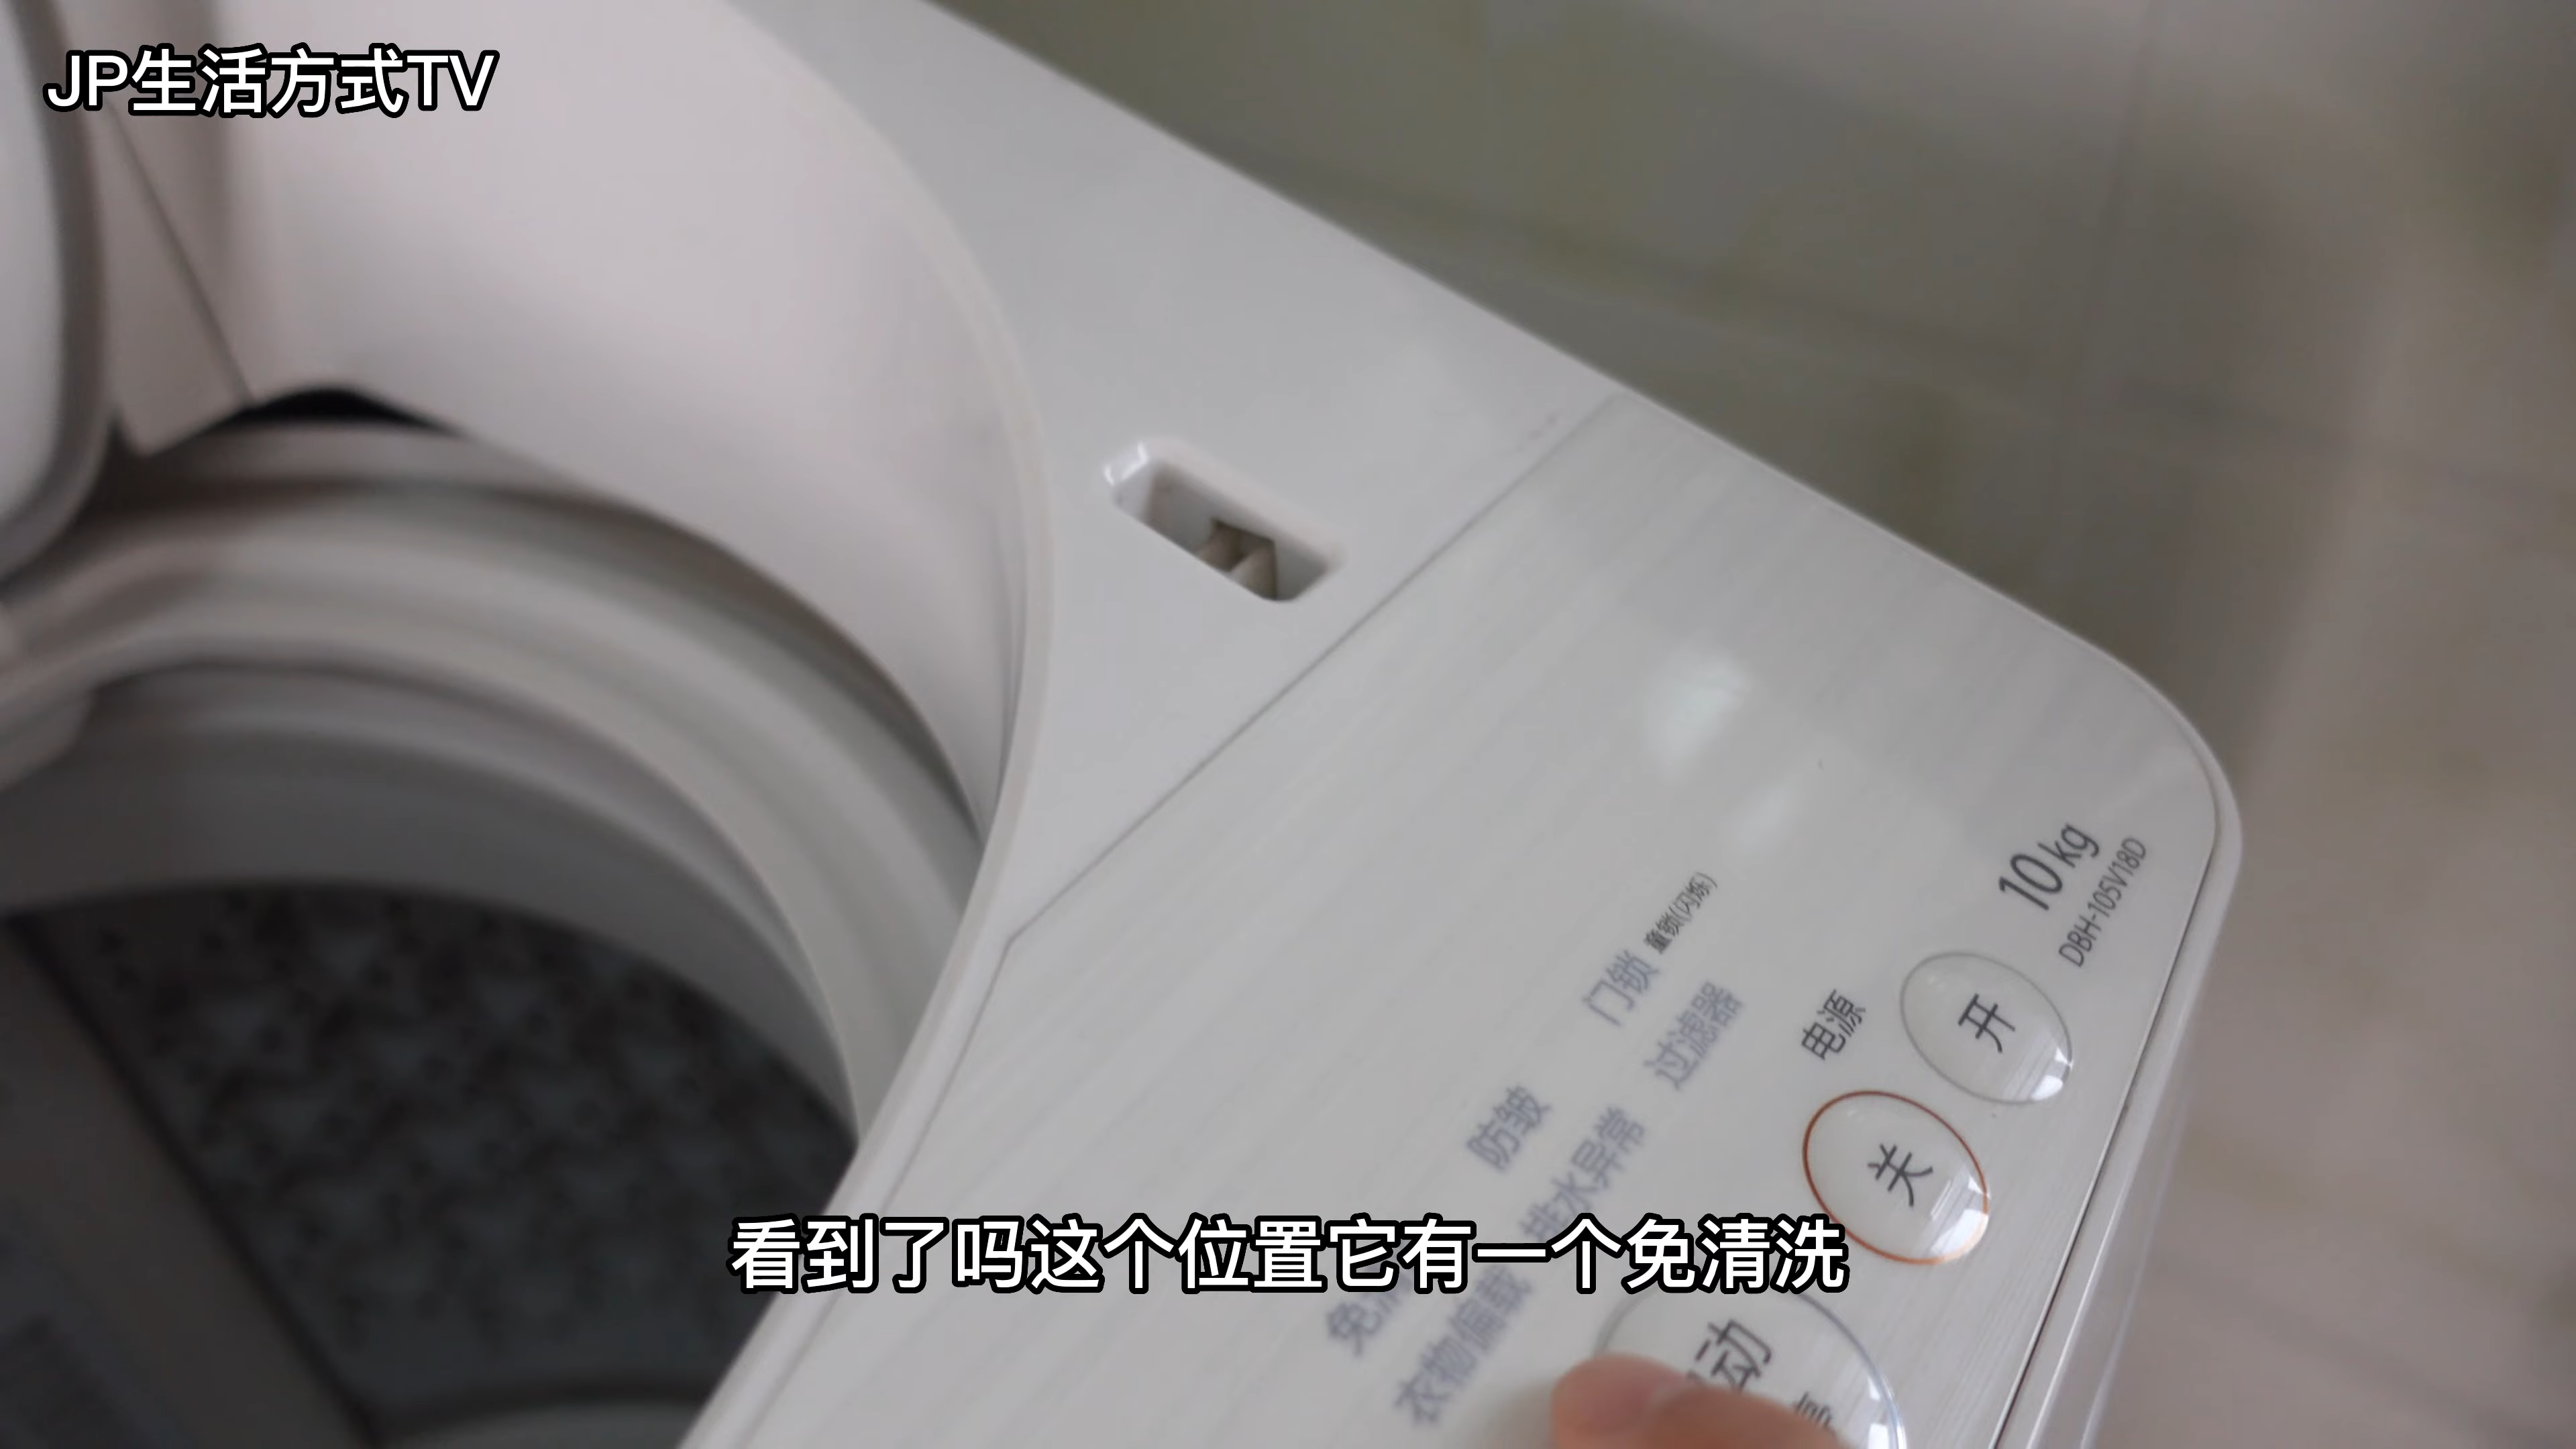 JP生活方式TV
10kg
DBH-105V18D
门锁 童锁(闪烁)
过滤器
电源
开
关
防皱
排水异常
免
衣物偏载
动
看到了吗这个位置它有一个免清洗